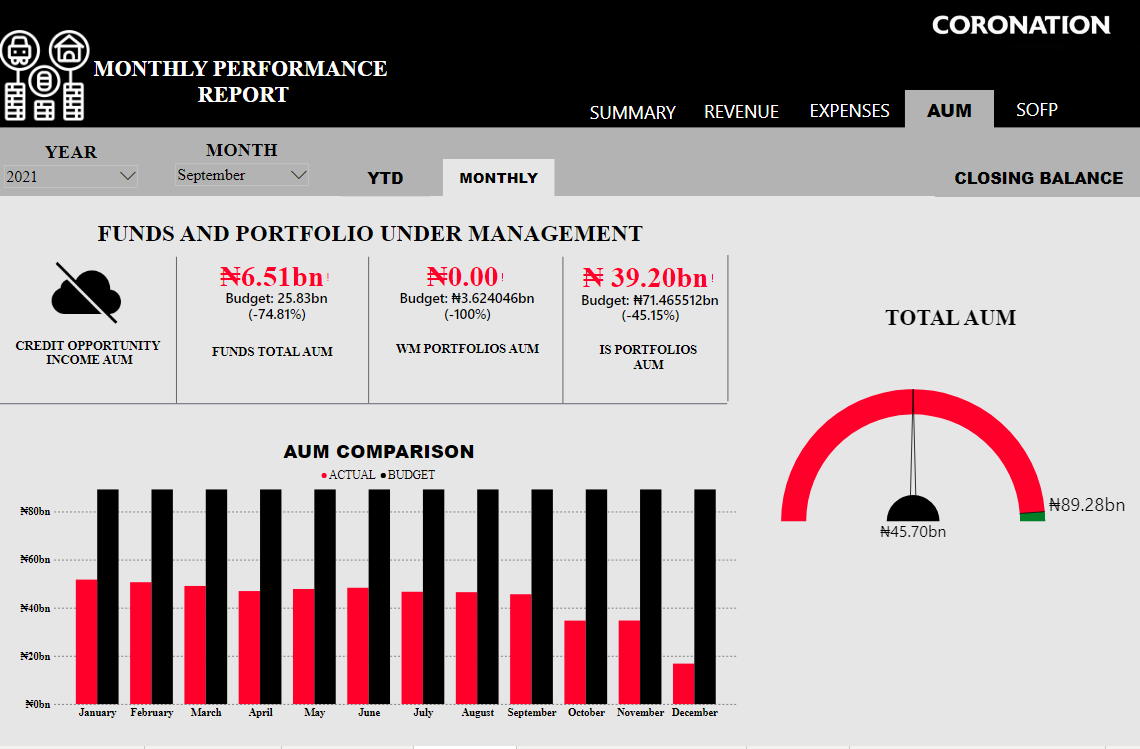 CORONATION
MONTHLY PERFORMANCE
REPORT
SUMMARY
REVENUE
EXPENSES
AUM
SOFP
YEAR
2021
MONTH
September
YTD
MONTHLY
CLOSING BALANCE
FUNDS AND PORTFOLIO UNDER MANAGEMENT
CREDIT OPPORTUNITY
INCOME AUM
₦6.51bn!
Budget: 25.83bn
(-74.81%)
FUNDS TOTAL AUM
₦0.00!
Budget: ₦3.624046bn
(-100%)
WM PORTFOLIOS AUM
₦ 39.20bn!
Budget: ₦71.465512bn
(-45.15%)
IS PORTFOLIOS
AUM
TOTAL AUM
₦89.28bn
₦45.70bn
AUM COMPARISON
ACTUAL BUDGET
₦80bn
₦60bn
₦40bn
₦20bn
₦0bn
January February March April May June July August September October November December